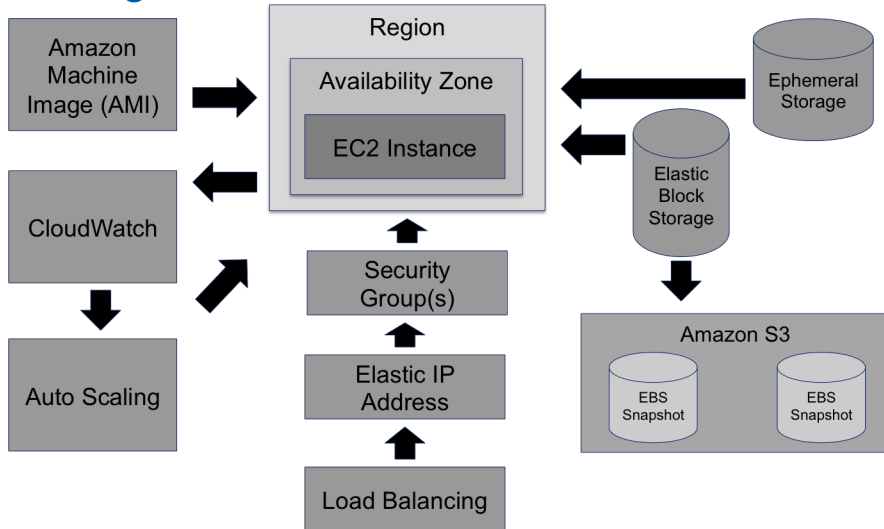 Amazon
Machine
Image (AMI)
Region
Availability Zone
EC2 Instance
Ephemeral
Storage
Elastic
Block
Storage
CloudWatch
Security
Group(s)
Auto Scaling
Elastic IP
Address
Load Balancing
Amazon S3
EBS
Snapshot
EBS
Snapshot